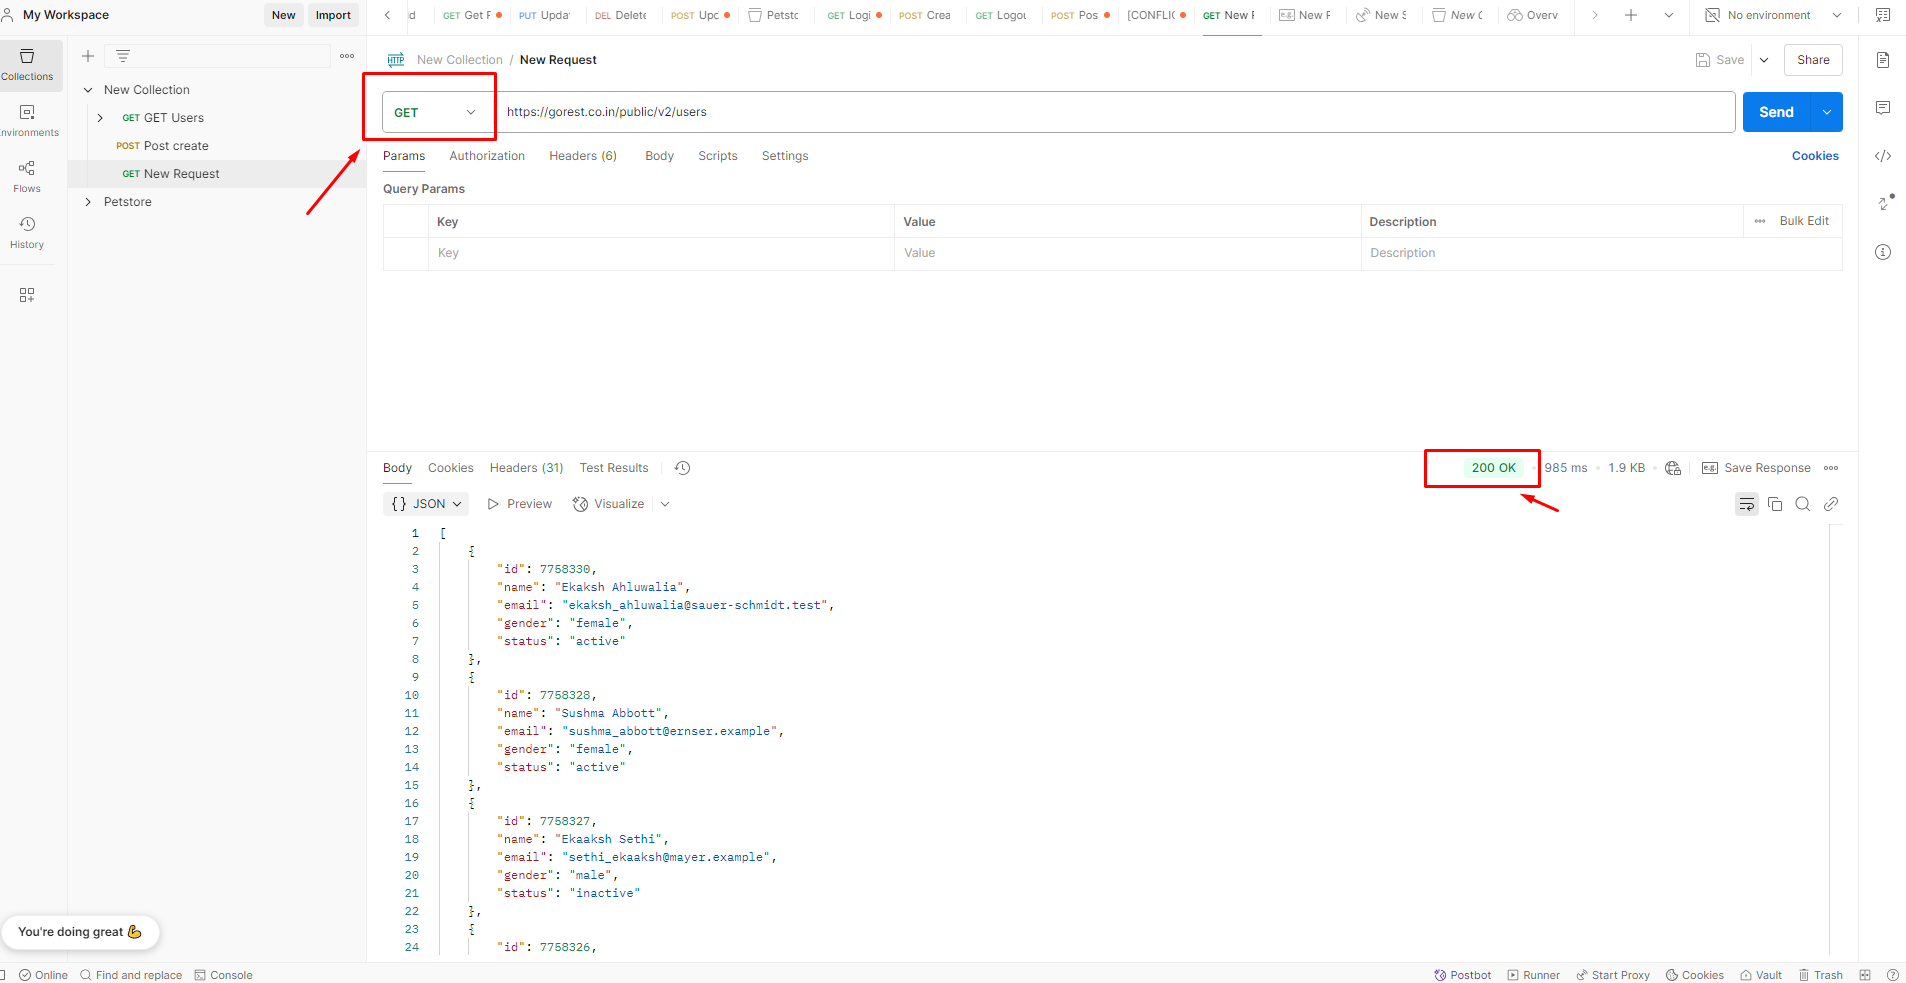 My Workspace New Import
GET Get F PUT Upda DEL Delete POST Upc Petstc GET Logi POST Crea GET Logou POST Pos [CONFLIC GET New F New F New S New C Overv No environment
Collections
Environments
Flows
History
New Collection
GET GET Users
POST Post create
GET New Request
Petstore
HTTP New Collection / New Request Save Share
GET https://gorest.co.in/public/v2/users Send
Params Authorization Headers (6) Body Scripts Settings Cookies
Query Params
Key Value Description Bulk Edit
Key Value Description
Body Cookies Headers (31) Test Results 200 OK 985 ms 1.9 KB e.g. Save Response
{} JSON Preview Visualize
1 [
2 {
3 "id": 7758330,
4 "name": "Ekaksh Ahluwalia",
5 "email": "ekaksh_ahluwalia@sauer-schmidt.test",
6 "gender": "female",
7 "status": "active"
8 },
9 {
10 "id": 7758328,
11 "name": "Sushma Abbott",
12 "email": "sushma_abbott@ernser.example",
13 "gender": "female",
14 "status": "active"
15 },
16 {
17 "id": 7758327,
18 "name": "Ekaaksh Sethi",
19 "email": "sethi_ekaaksh@mayer.example",
20 "gender": "male",
21 "status": "inactive"
22 },
23 {
24 "id": 7758326,
You're doing great 💪
Online Find and replace Console Postbot Runner Start Proxy Cookies Vault Trash